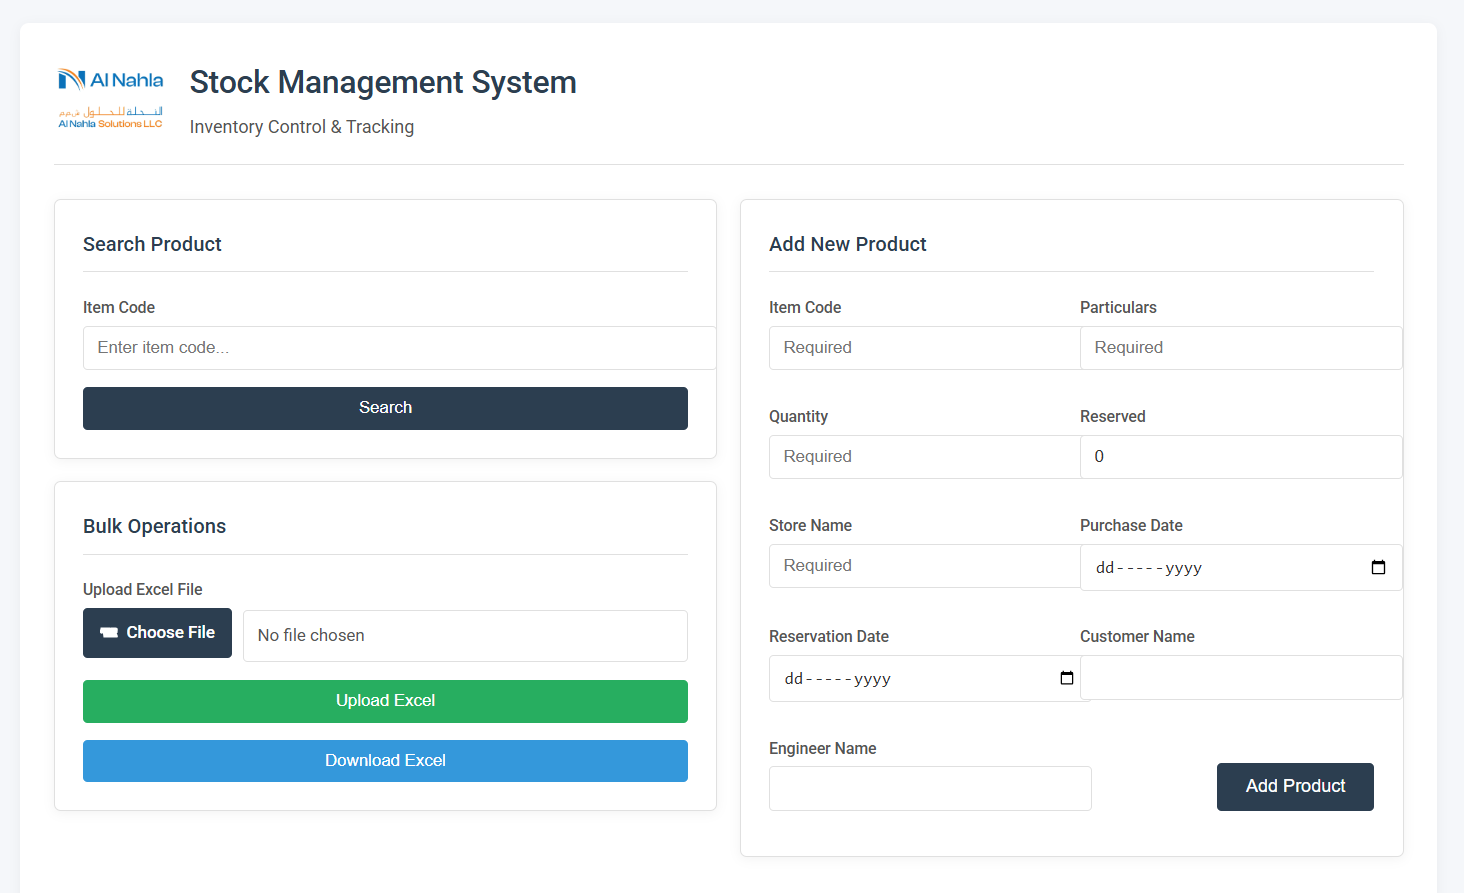 Al Nahla
النحلة للحلول ش.م.م
Al Nahla Solutions LLC
Stock Management System
Inventory Control & Tracking
Search Product
Item Code
Enter item code...
Search
Bulk Operations
Upload Excel File
Choose File
No file chosen
Upload Excel
Download Excel
Add New Product
Item Code
Particulars
Required
Required
Quantity
Reserved
Required
0
Store Name
Purchase Date
Required
dd-----yyyy
Reservation Date
Customer Name
dd-----yyyy
Engineer Name
Add Product